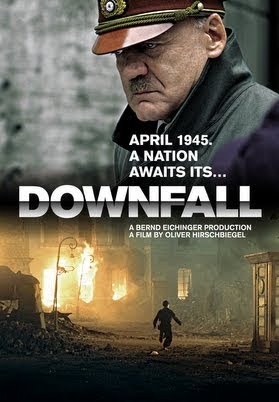 APRIL 1945.
A NATION
AWAITS ITS...
DOWNFALL
A BERND EICHINGER PRODUCTION
A FILM BY OLIVER HIRSCHBIEGEL